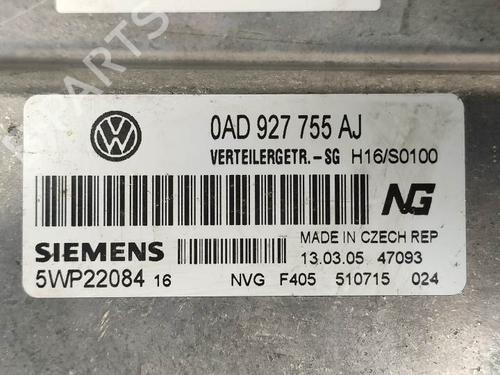 0AD 927 755 AJ
VERTEILERGETR.-SG H16/S0100
NG
SIEMENS
MADE IN CZECH REP
13.03.05 47093
5WP22084 16
NVG F405 510715 024